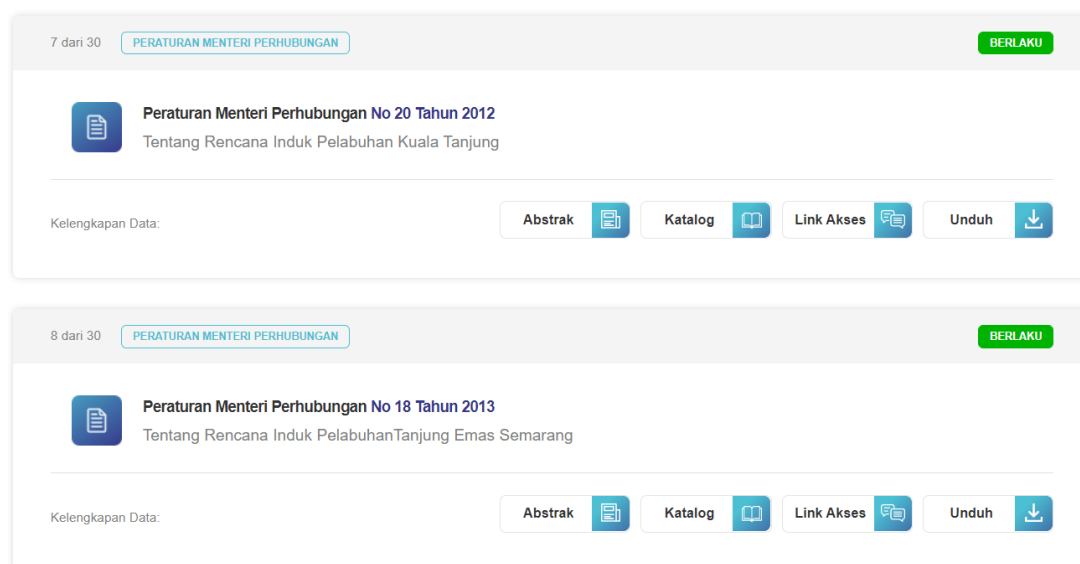 7 dari 30 PERATURAN MENTERI PERHUBUNGAN BERLAKU
Peraturan Menteri Perhubungan No 20 Tahun 2012
Tentang Rencana Induk Pelabuhan Kuala Tanjung
Kelengkapan Data: Abstrak Katalog Link Akses Unduh
8 dari 30 PERATURAN MENTERI PERHUBUNGAN BERLAKU
Peraturan Menteri Perhubungan No 18 Tahun 2013
Tentang Rencana Induk PelabuhanTanjung Emas Semarang
Kelengkapan Data: Abstrak Katalog Link Akses Unduh